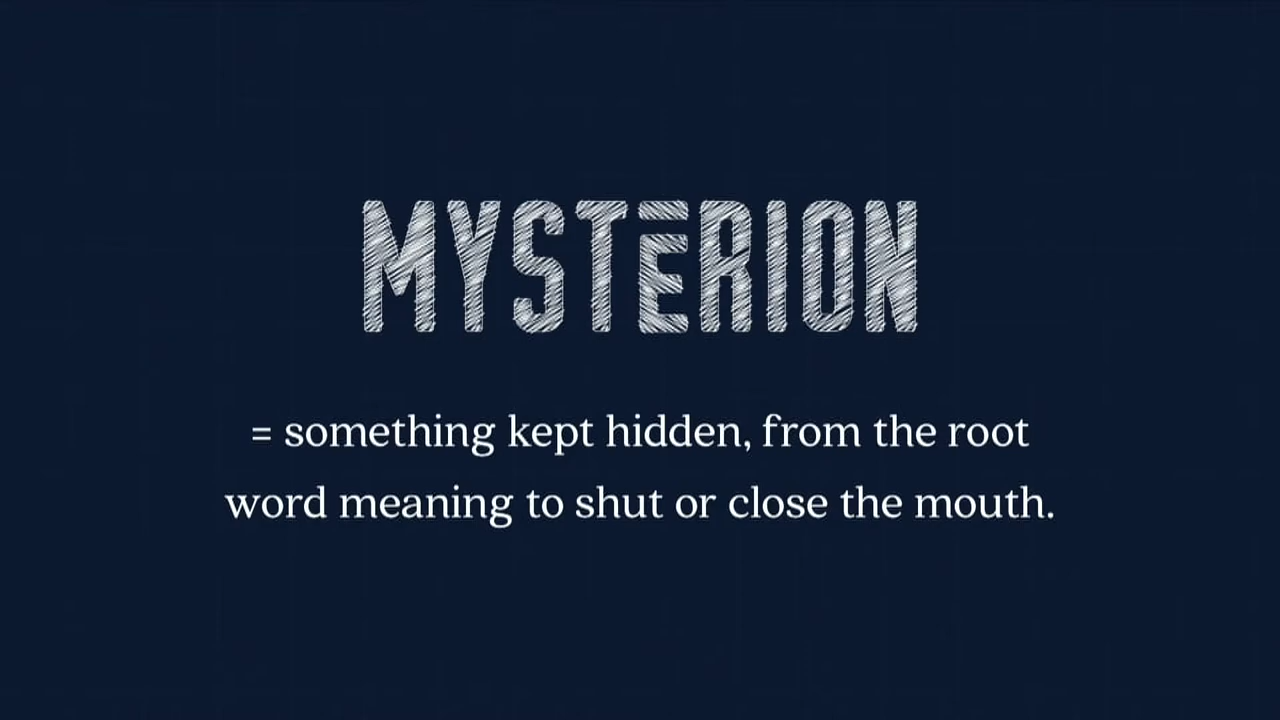 MYSTERION
= something kept hidden, from the root
word meaning to shut or close the mouth.